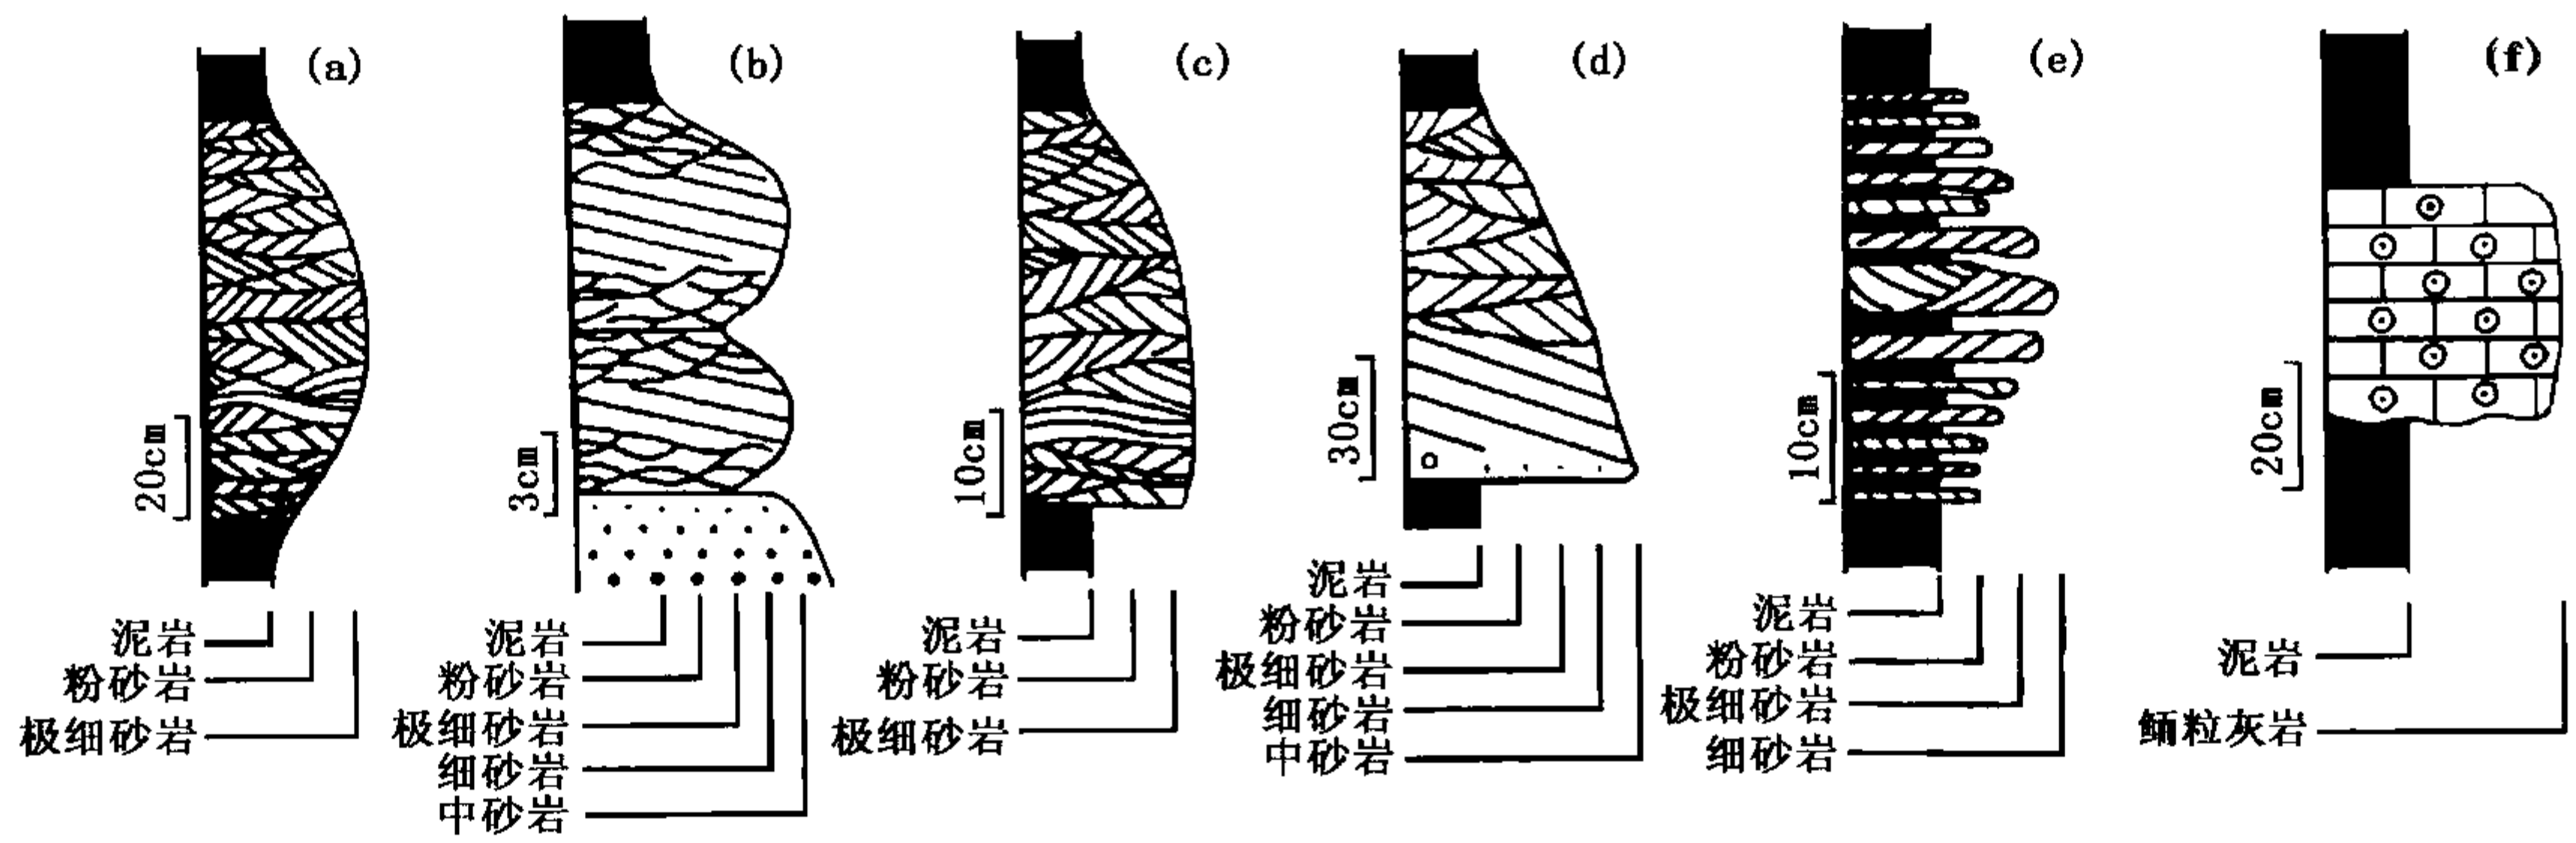 (a)
20cm
泥岩
粉砂岩
极细砂岩
(b)
3cm
泥岩
粉砂岩
极细砂岩
细砂岩
中砂岩
(c)
10cm
泥岩
粉砂岩
极细砂岩
(d)
30cm
泥岩
粉砂岩
极细砂岩
细砂岩
中砂岩
(e)
10cm
泥岩
粉砂岩
极细砂岩
细砂岩
(f)
20cm
泥岩
鲕粒灰岩